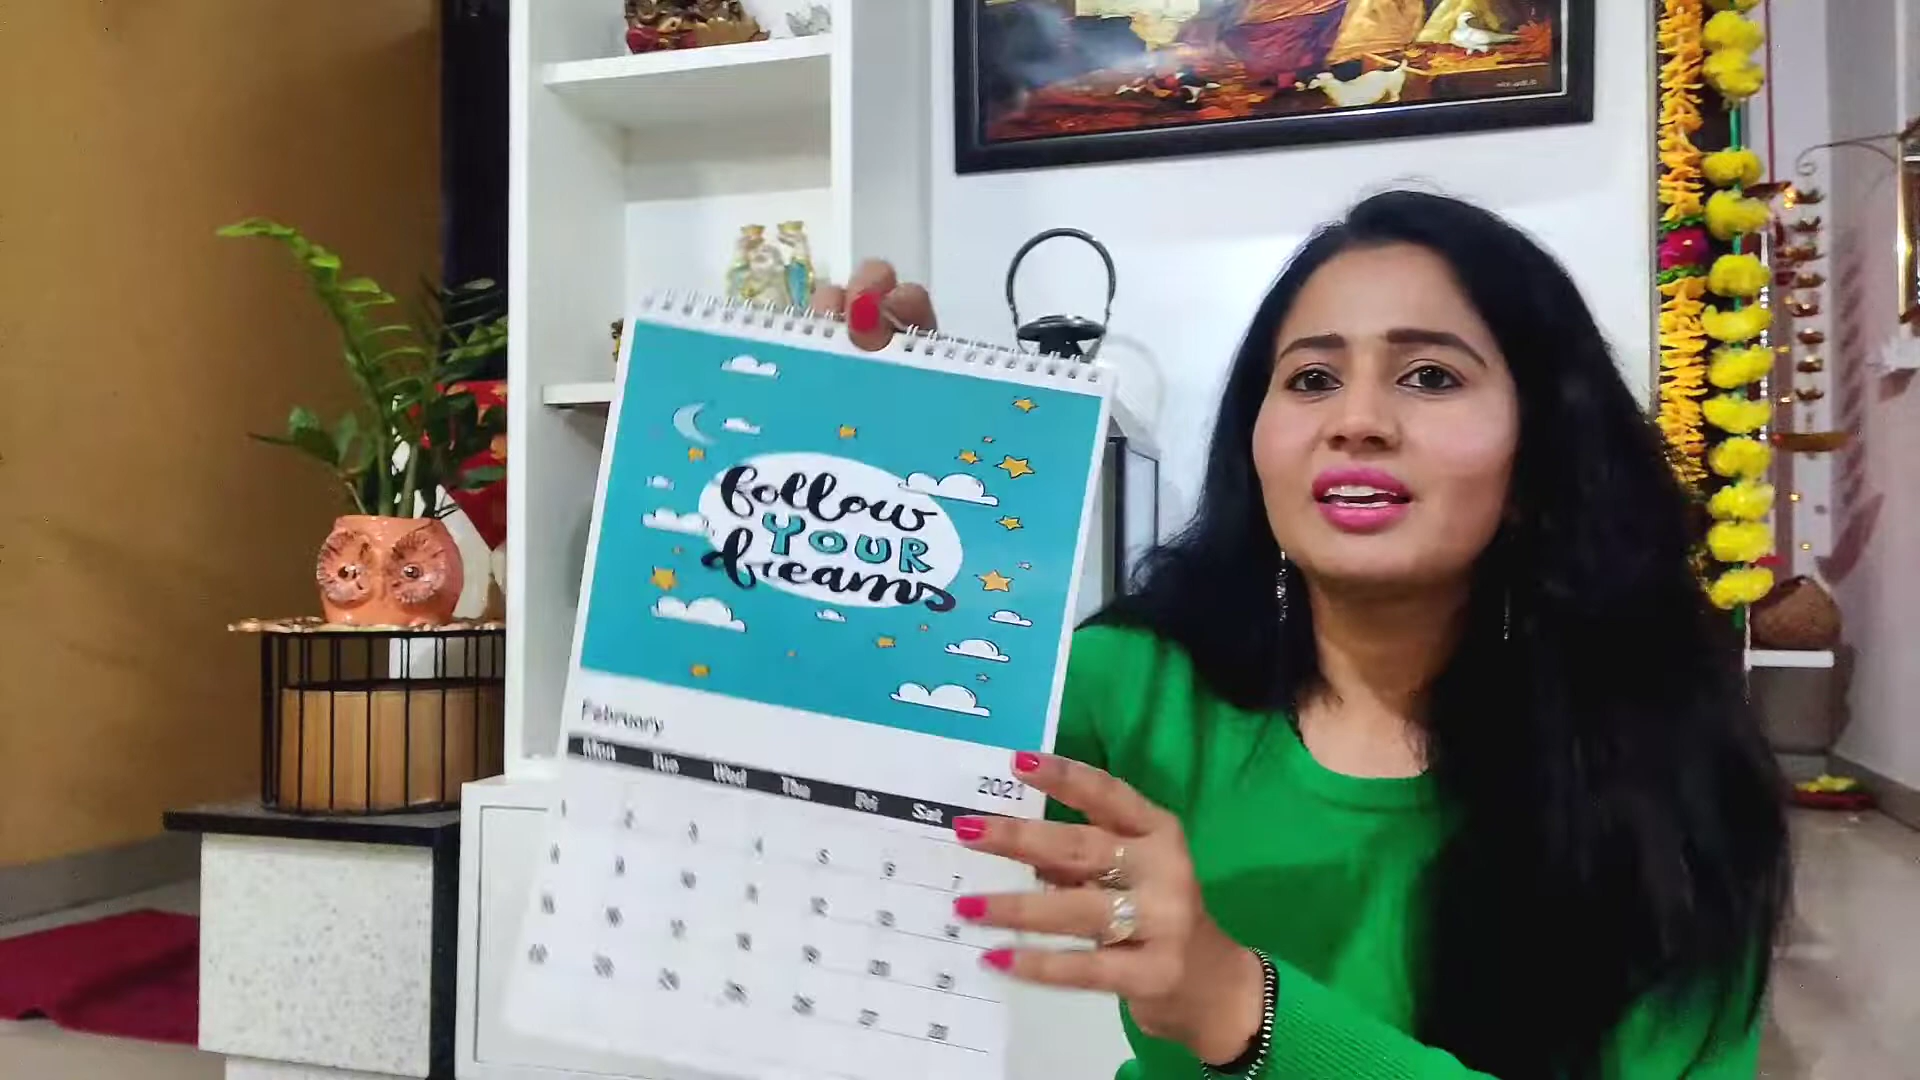 follow
YOUR
dreams
February
2021
Mon Tue Wed Thu Fri Sat
1 2 3 4 5 6 7
8 9 10 11 12 13 14
15 16 17 18 19 20 21
22 23 24 25 26 27 28